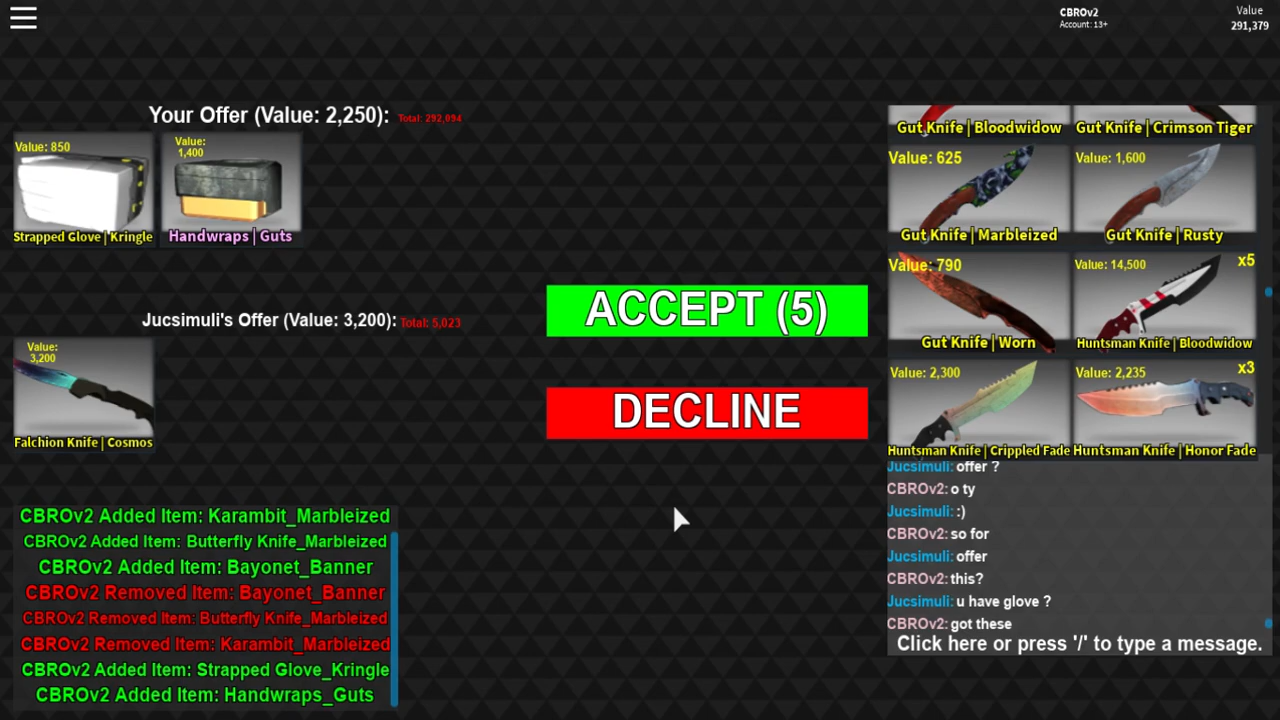 CBROv2
Account: 13+
Value
291,379
Your Offer (Value: 2,250):
Total: 292,094
Value: 850
Strapped Glove | Kringle
Value:
1,400
Handwraps | Guts
Jucsimuli's Offer (Value: 3,200):
Total: 5,023
Value:
3,200
Falchion Knife | Cosmos
ACCEPT (5)
DECLINE
CBROv2 Added Item: Karambit_Marbleized
CBROv2 Added Item: Butterfly Knife_Marbleized
CBROv2 Added Item: Bayonet_Banner
CBROv2 Removed Item: Bayonet_Banner
CBROv2 Removed Item: Butterfly Knife_Marbleized
CBROv2 Removed Item: Karambit_Marbleized
CBROv2 Added Item: Strapped Glove_Kringle
CBROv2 Added Item: Handwraps_Guts
Gut Knife | Bloodwidow
Gut Knife | Crimson Tiger
Value: 625
Gut Knife | Marbleized
Value: 1,600
Gut Knife | Rusty
Value: 790
Gut Knife | Worn
Value: 14,500
x5
Huntsman Knife | Bloodwidow
Value: 2,300
Huntsman Knife | Crippled Fade
Value: 2,235
x3
Huntsman Knife | Honor Fade
Jucsimuli: offer ?
CBROv2: o ty
Jucsimuli: :)
CBROv2: so for
Jucsimuli: offer
CBROv2: this?
Jucsimuli: u have glove ?
CBROv2: got these
Click here or press '/' to type a message.